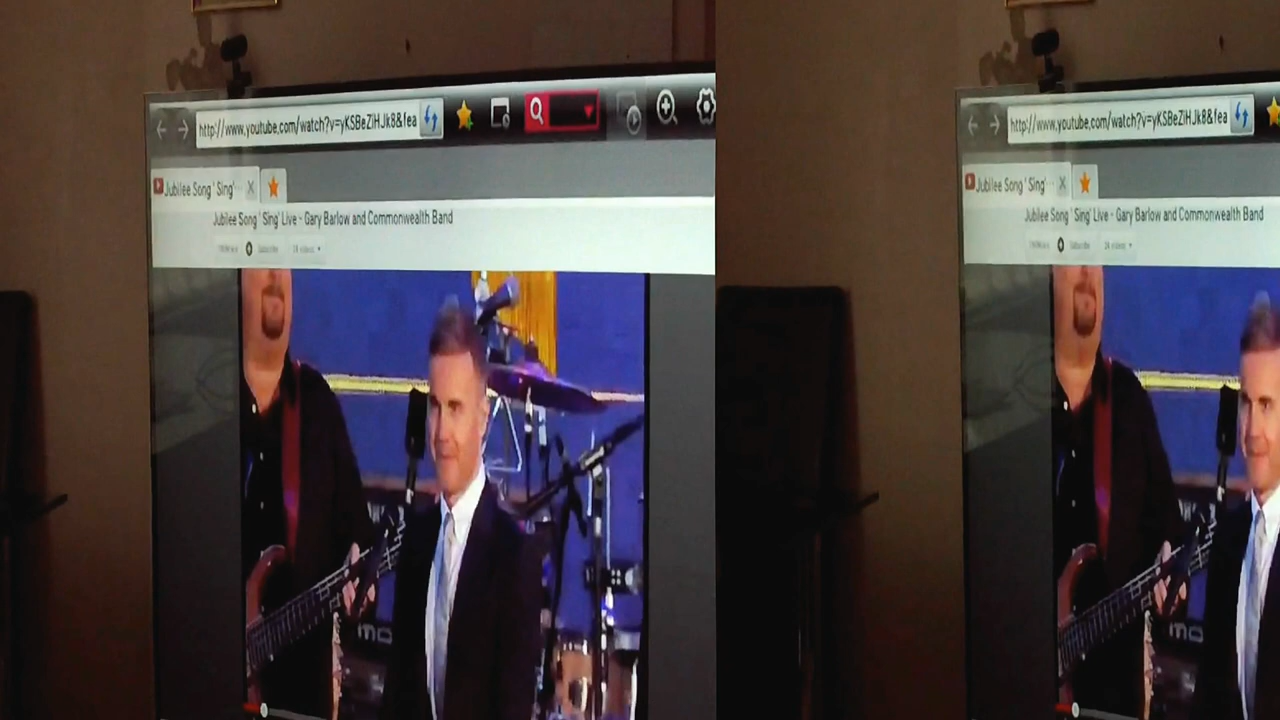 http://www.youtube.com/watch?v=yKSBeZiHJk8&fea
Jubilee Song ' Sing'
Jubilee Song ' Sing' Live - Gary Barlow and Commonwealth Band
Subscribe
http://www.youtube.com/watch?v=yKSBeZiHJk8&fea
Jubilee Song ' Sing'
Jubilee Song ' Sing' Live - Gary Barlow and Commonwealth Band
Subscribe